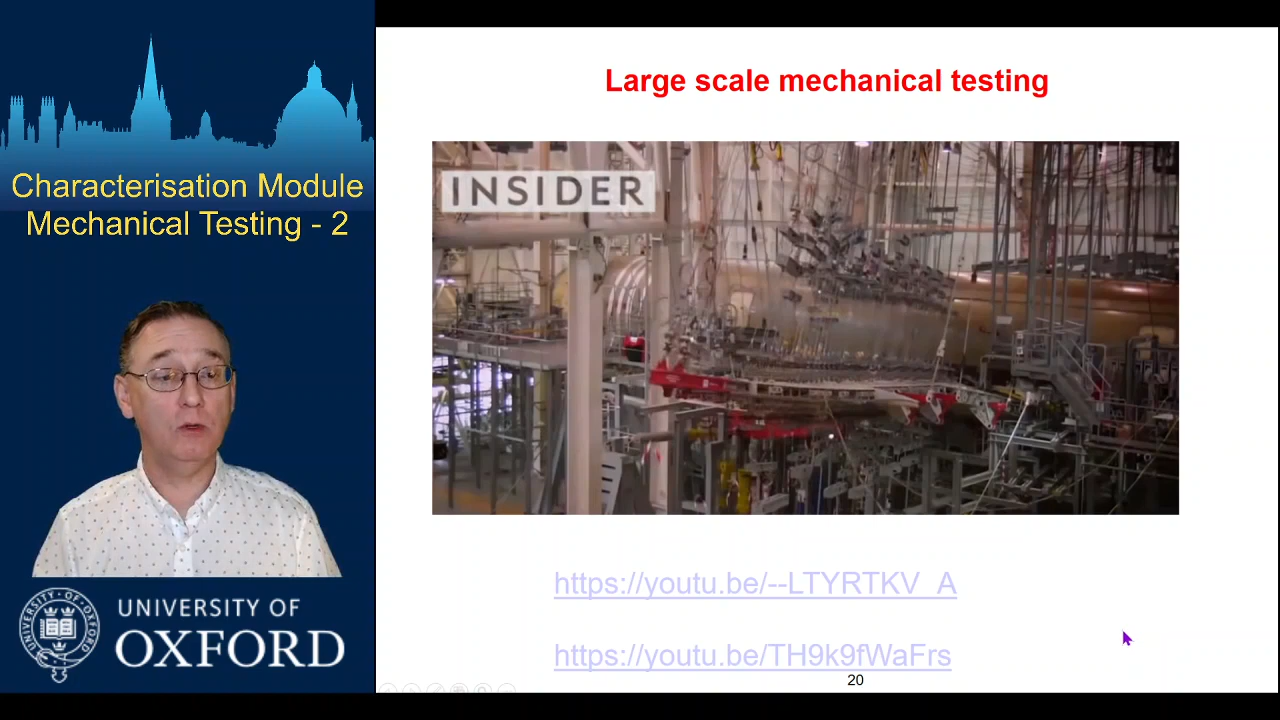 Characterisation Module
Mechanical Testing - 2
UNIVERSITY OF
OXFORD
Large scale mechanical testing
INSIDER
https://youtu.be/--LTYRTKV_A
https://youtu.be/TH9k9fWaFrs
20